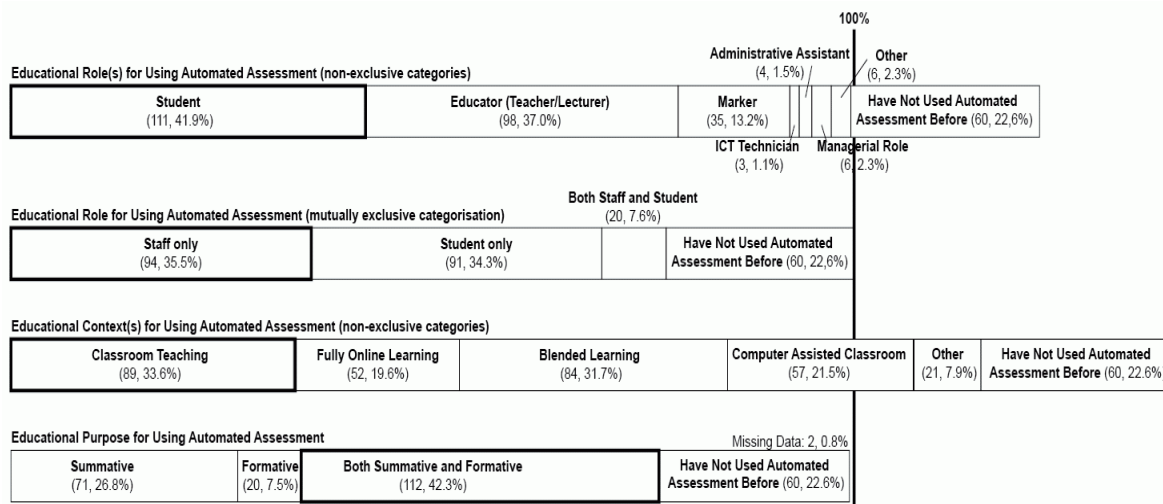 100%
Administrative Assistant
(4, 1.5%)
Other
(6, 2.3%)
Educational Role(s) for Using Automated Assessment (non-exclusive categories)
Student
(111, 41.9%)
Educator (Teacher/Lecturer)
(98, 37.0%)
Marker
(35, 13.2%)
Have Not Used Automated
Assessment Before (60, 22,6%)
ICT Technician
(3, 1.1%)
Managerial Role
(6, 2.3%)
Both Staff and Student
(20, 7.6%)
Educational Role for Using Automated Assessment (mutually exclusive categorisation)
Staff only
(94, 35.5%)
Student only
(91, 34.3%)
Have Not Used Automated
Assessment Before (60, 22,6%)
Educational Context(s) for Using Automated Assessment (non-exclusive categories)
Classroom Teaching
(89, 33.6%)
Fully Online Learning
(52, 19.6%)
Blended Learning
(84, 31.7%)
Computer Assisted Classroom
(57, 21.5%)
Other
(21, 7.9%)
Have Not Used Automated
Assessment Before (60, 22.6%
Educational Purpose for Using Automated Assessment
Missing Data: 2, 0.8%
Summative
(71, 26.8%)
Formative
(20, 7.5%)
Both Summative and Formative
(112, 42.3%)
Have Not Used Automated
Assessment Before (60, 22.6%)